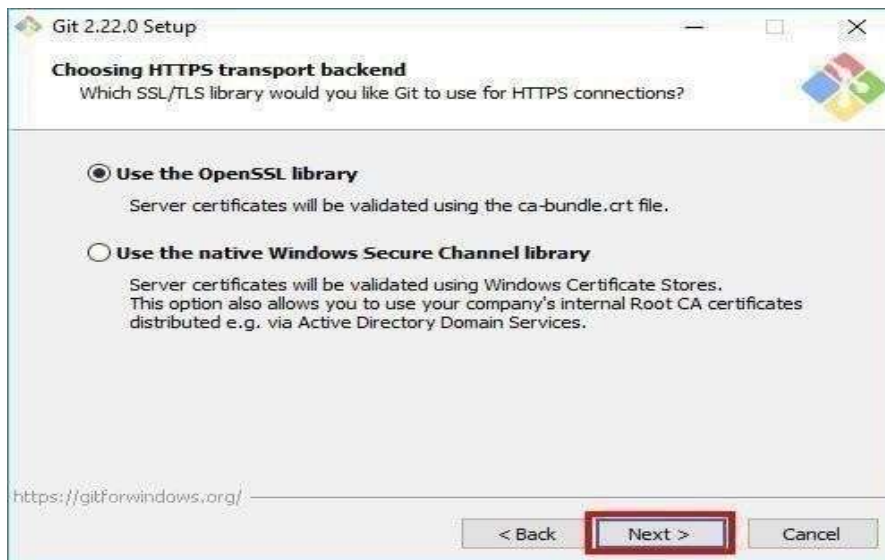 Git 2.22.0 Setup
Choosing HTTPS transport backend
Which SSL/TLS library would you like Git to use for HTTPS connections?
Use the OpenSSL library
Server certificates will be validated using the ca-bundle.crt file.
Use the native Windows Secure Channel library
Server certificates will be validated using Windows Certificate Stores.
This option also allows you to use your company's internal Root CA certificates
distributed e.g. via Active Directory Domain Services.
https://gitforwindows.org/
< Back Next > Cancel